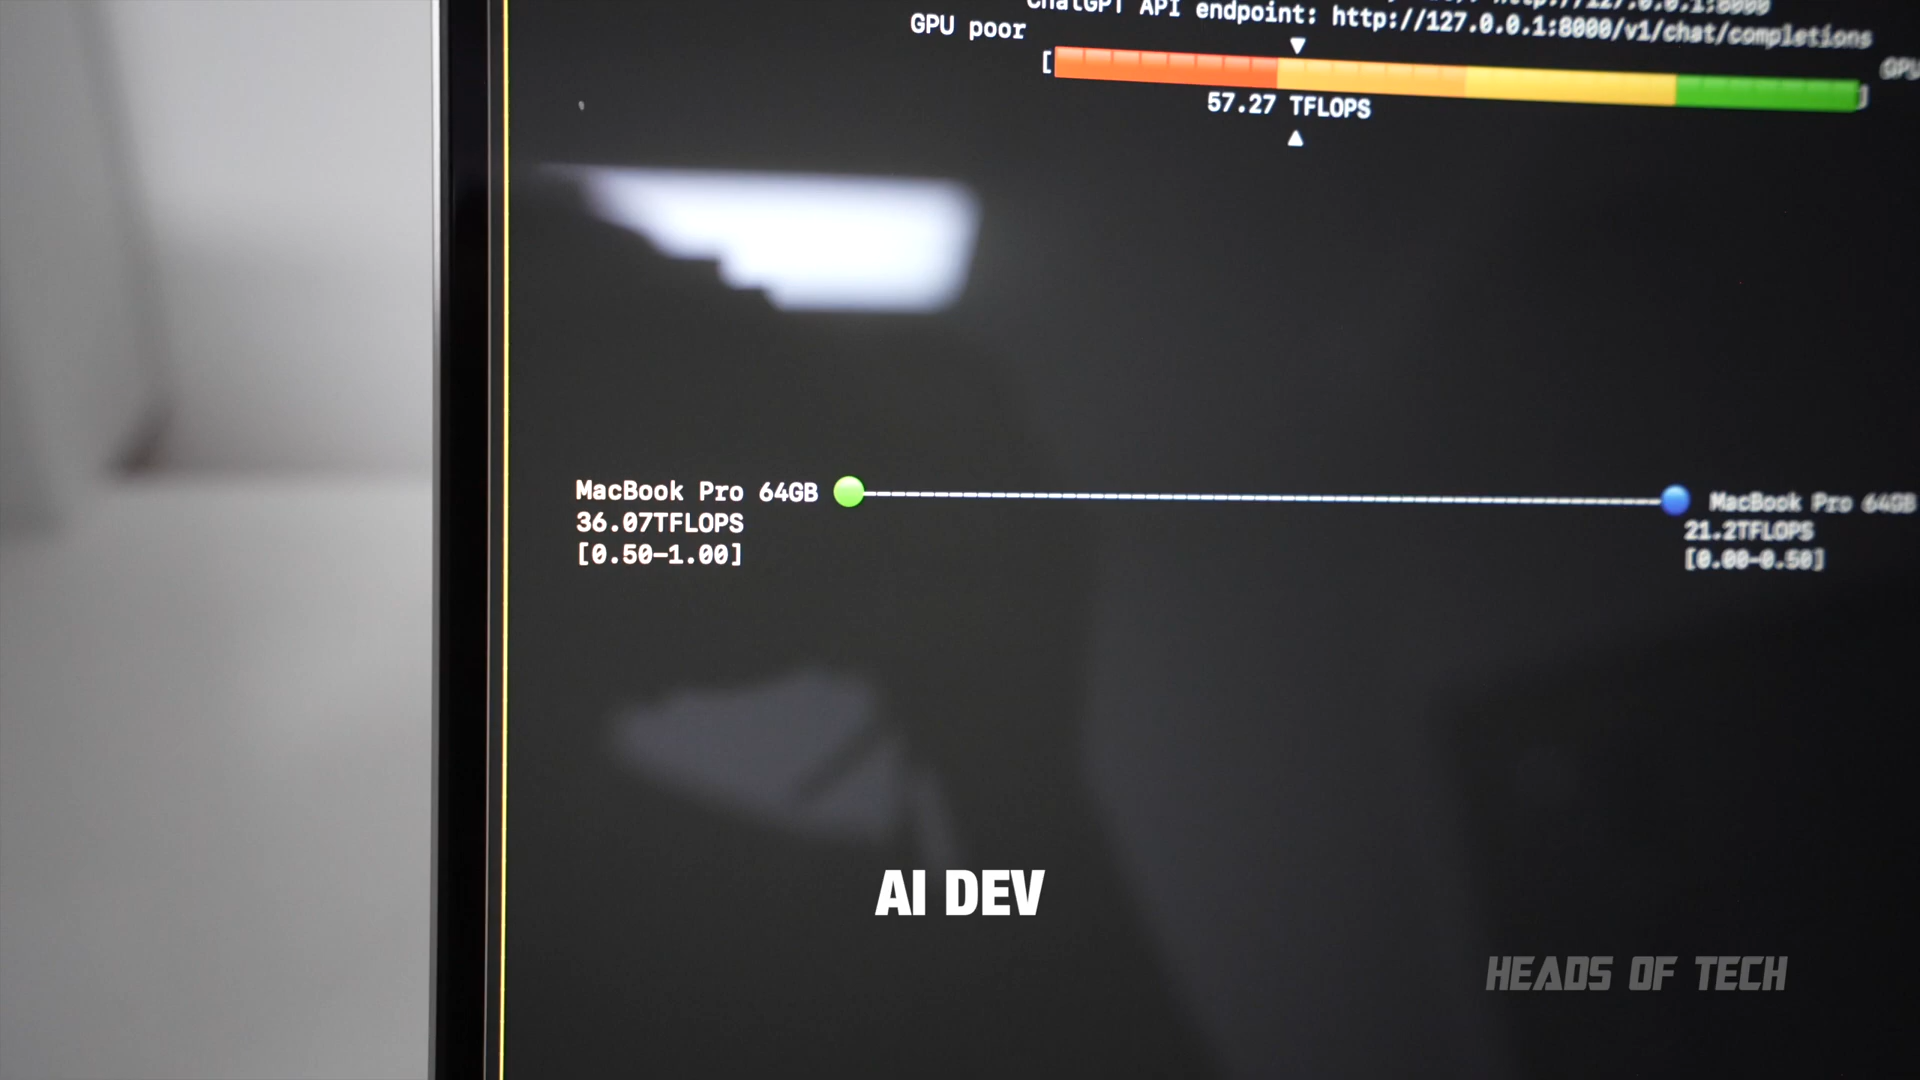 ChatGPT API endpoint: http://127.0.0.1:8000/v1/chat/completions
GPU poor
[
]
GPU
57.27 TFLOPS
MacBook Pro 64GB
36.07TFLOPS
[0.50-1.00]
MacBook Pro 64GB
21.2TFLOPS
[0.00-0.50]
AI DEV
HEADS OF TECH